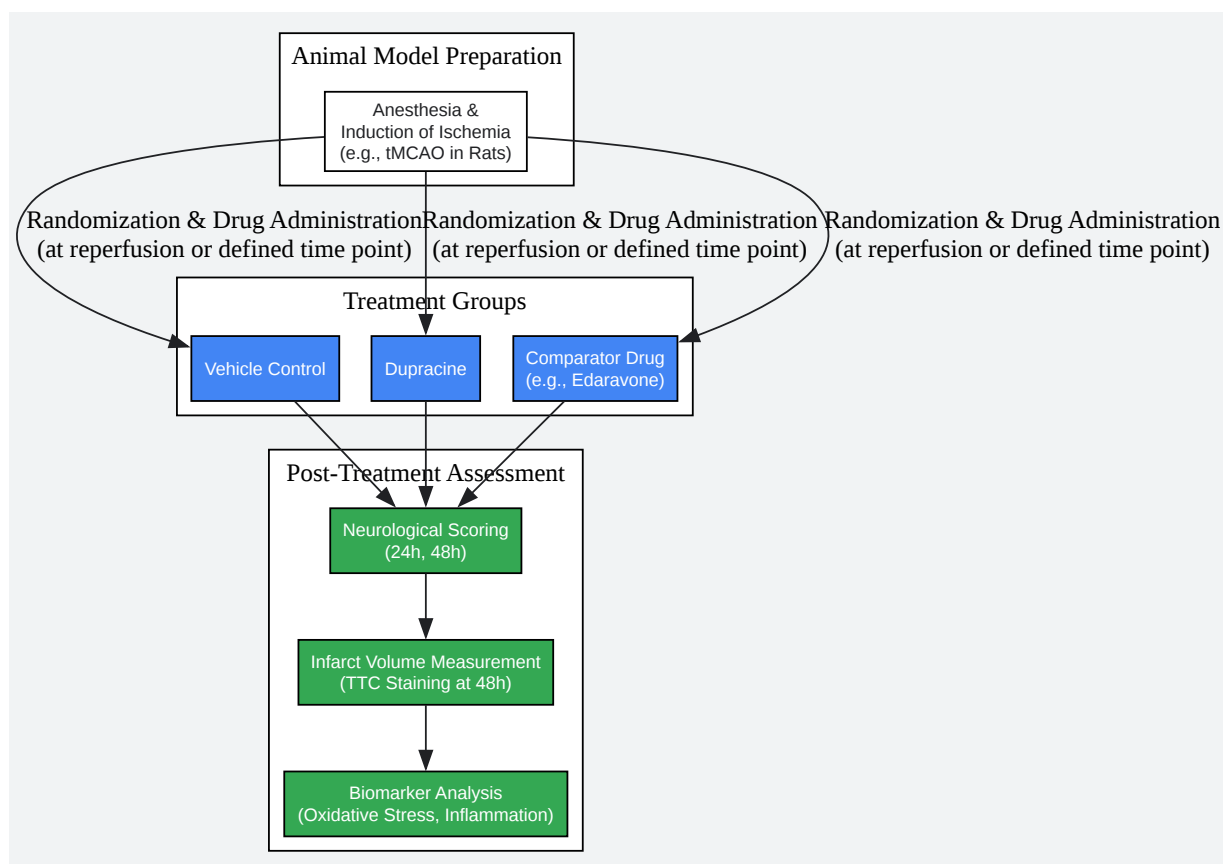 Animal Model Preparation
Anesthesia &
Induction of Ischemia
(e.g., tMCAO in Rats)
Randomization & Drug Administration
(at reperfusion or defined time point)
Randomization & Drug Administration
(at reperfusion or defined time point)
Randomization & Drug Administration
(at reperfusion or defined time point)
Treatment Groups
Vehicle Control
Dupracine
Comparator Drug
(e.g., Edaravone)
Post-Treatment Assessment
Neurological Scoring
(24h, 48h)
Infarct Volume Measurement
(TTC Staining at 48h)
Biomarker Analysis
(Oxidative Stress, Inflammation)